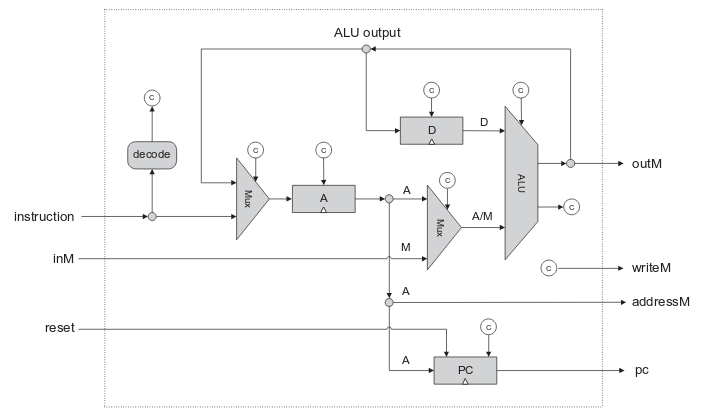 ALU output
c
c
c
D
D
decode
c
c
ALU
outM
Mux
A
A
c
Mux
A/M
c
instruction
M
inM
c
writeM
A
addressM
reset
c
A
PC
pc